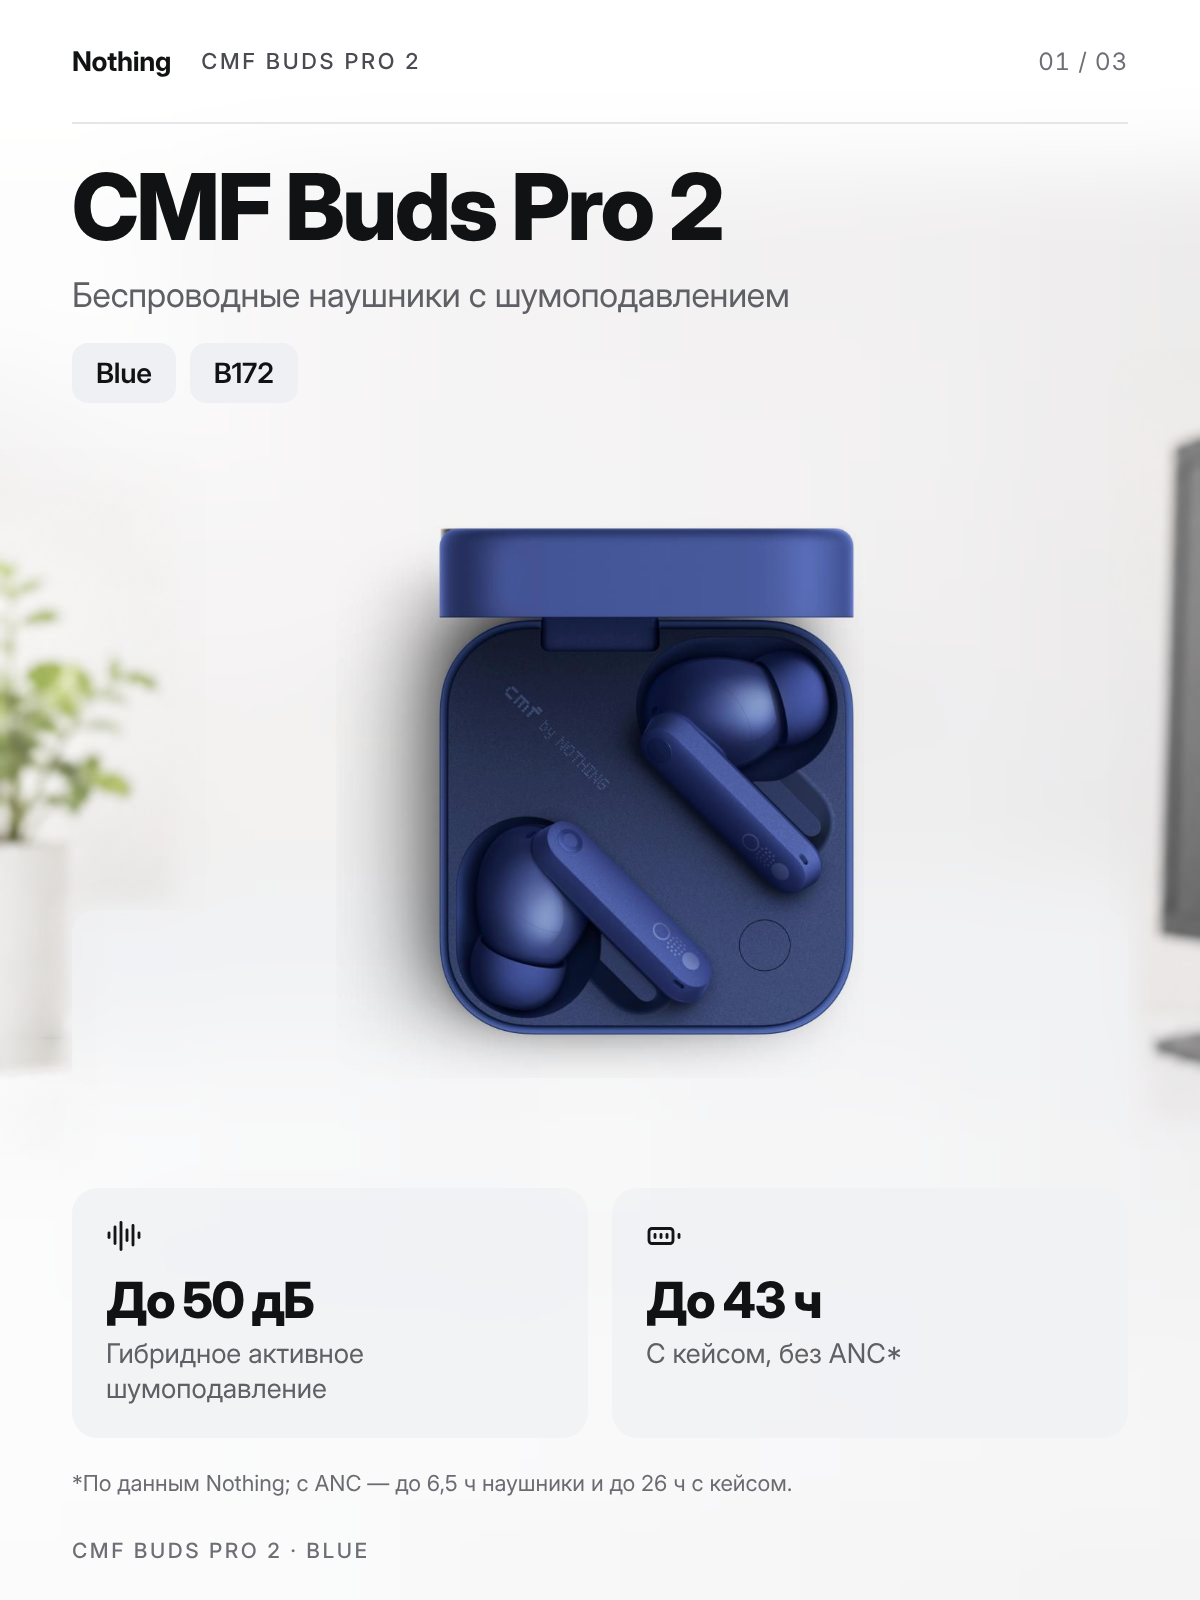 Nothing CMF BUDS PRO 2 01 / 03
CMF Buds Pro 2
Беспроводные наушники с шумоподавлением
Blue B172
cmf by NOTHING
До 50 дБ
Гибридное активное
шумоподавление
До 43 ч
С кейсом, без ANC*
*По данным Nothing; с ANC — до 6,5 ч наушники и до 26 ч с кейсом.
CMF BUDS PRO 2 · BLUE